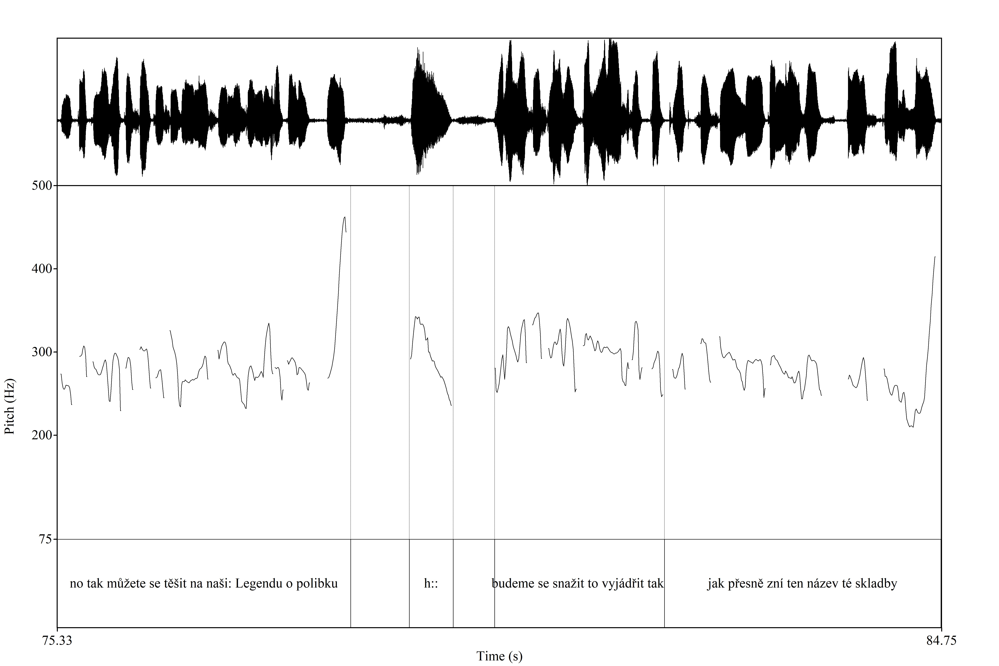 500
400
300
200
75
Pitch (Hz)
no tak můžete se těšit na naši: Legendu o polibku
h::
budeme se snažit to vyjádřit tak
jak přesně zní ten název té skladby
75.33
84.75
Time (s)